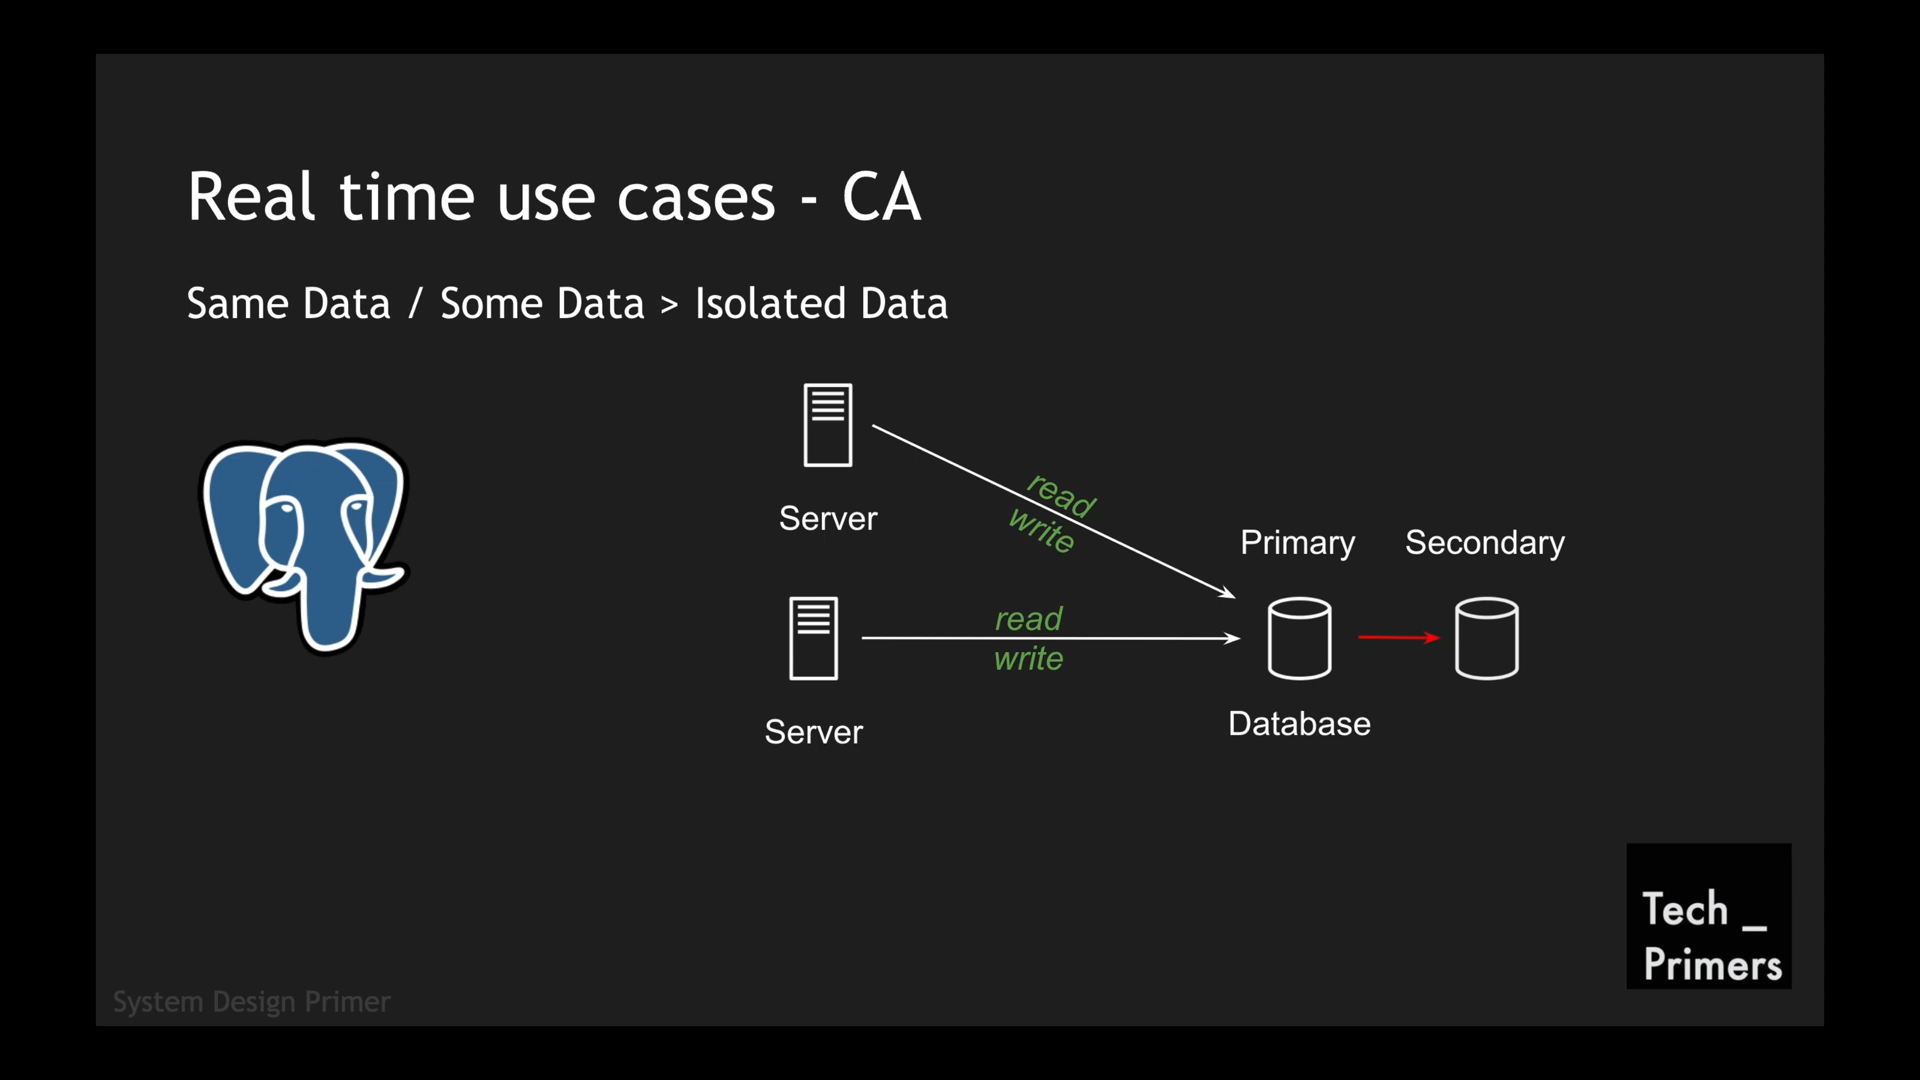 Real time use cases - CA
Same Data / Some Data > Isolated Data
Server
read
write
Primary
Secondary
read
write
Server
Database
Tech _
Primers
System Design Primer